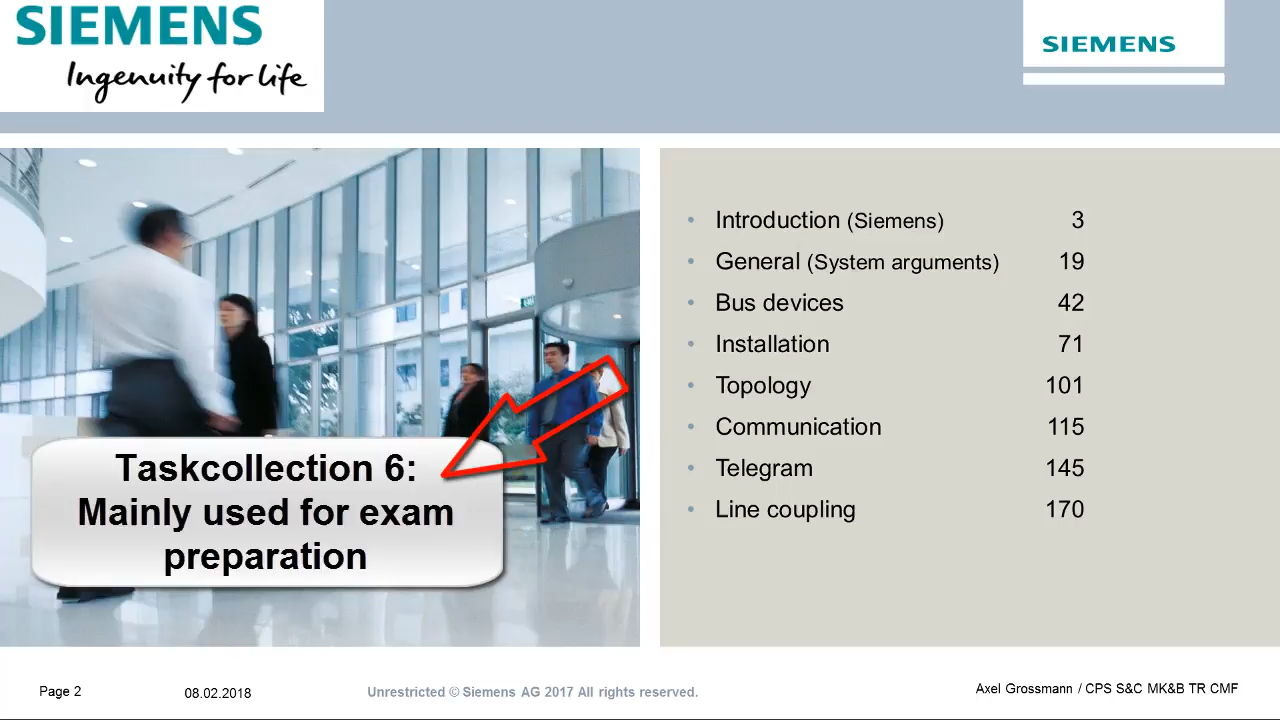 SIEMENS
Ingenuity for life
SIEMENS
• Introduction (Siemens) 3
• General (System arguments) 19
• Bus devices 42
• Installation 71
• Topology 101
• Communication 115
• Telegram 145
• Line coupling 170
Taskcollection 6:
Mainly used for exam
preparation
Page 2
08.02.2018
Unrestricted © Siemens AG 2017 All rights reserved.
Axel Grossmann / CPS S&C MK&B TR CMF